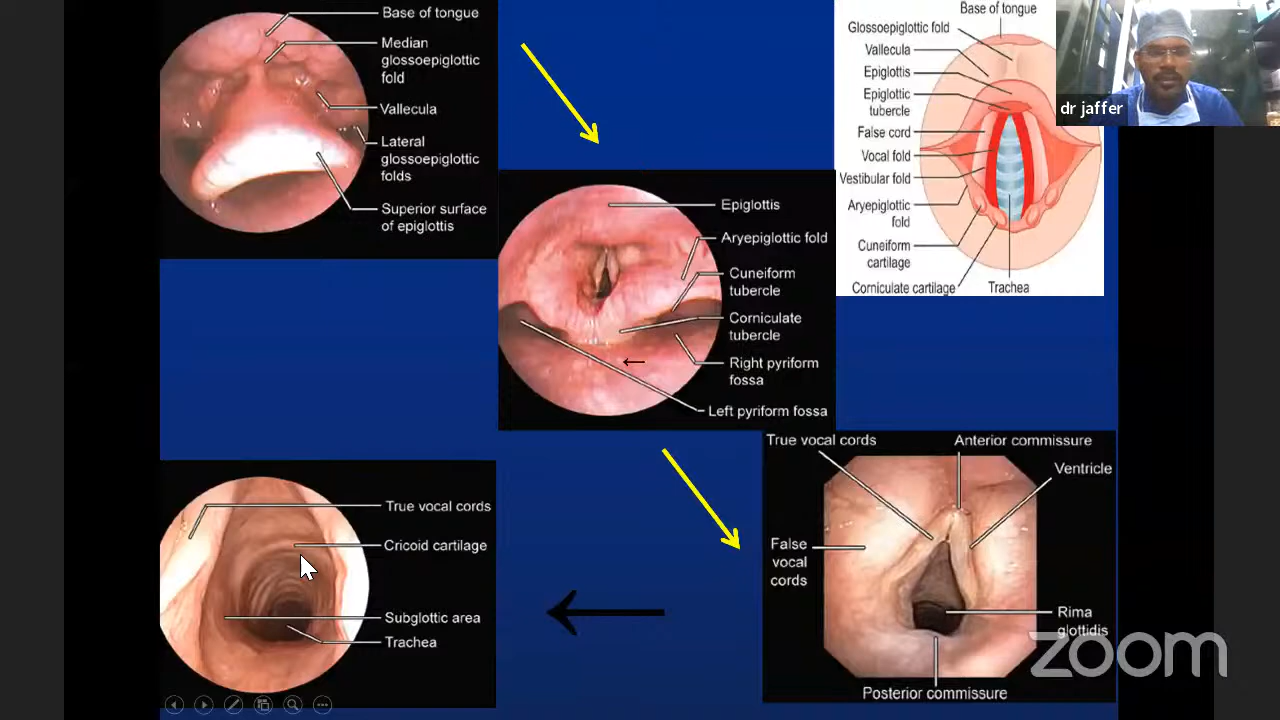 Base of tongue
Median
glossoepiglottic
fold
Vallecula
Lateral
glossoepiglottic
folds
Superior surface
of epiglottis
Base of tongue
Glossoepiglottic fold
Vallecula
Epiglottis
Epiglottic
tubercle
False cord
Vocal fold
Vestibular fold
Aryepiglottic
fold
Cuneiform
cartilage
Corniculate cartilage
Trachea
dr jaffer
Epiglottis
Aryepiglottic fold
Cuneiform
tubercle
Corniculate
tubercle
Right pyriform
fossa
Left pyriform fossa
True vocal cords
Anterior commissure
Ventricle
False
vocal
cords
Rima
glottidis
Posterior commissure
True vocal cords
Cricoid cartilage
Subglottic area
Trachea
zoom